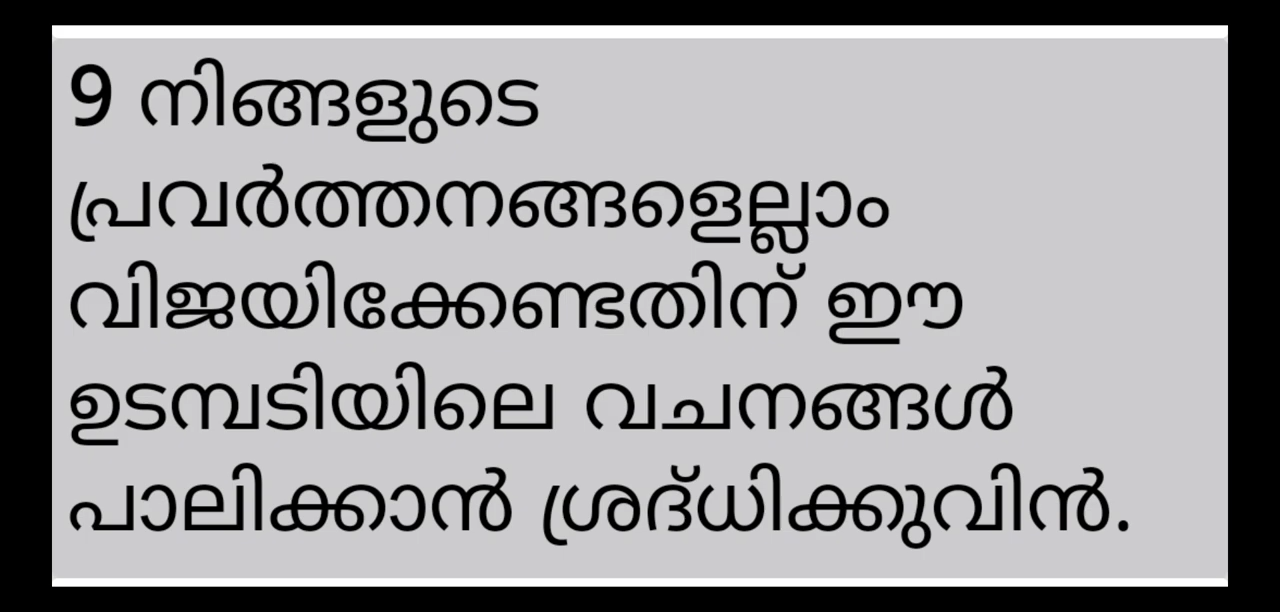 9 നിങ്ങളുടെ
പ്രവർത്തനങ്ങളെല്ലാം
വിജയിക്കേണ്ടതിന് ഈ
ഉടമ്പടിയിലെ വചനങ്ങൾ
പാലിക്കാൻ ശ്രദ്ധിക്കുവിൻ.